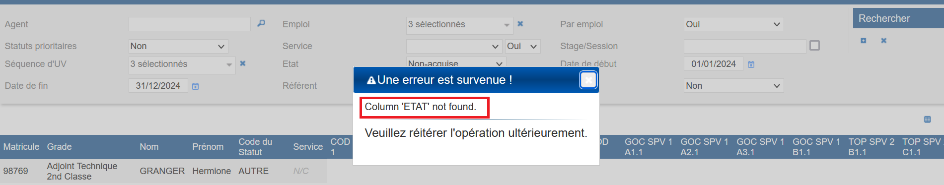 Agent
Emploi
3 sélectionnés
Par emploi
Oui
Rechercher
Statuts prioritaires
Non
Service
Oui
Stage/Session
Séquence d'UV
3 sélectionnés
Etat
Non-acquise
Date de début
01/01/2024
Date de fin
31/12/2024
Référent
Non
Une erreur est survenue !
Column 'ETAT' not found.
Veuillez réitérer l'opération ultérieurement.
Matricule Grade Nom Prénom Code du Statut Service COD 1 GOC SPV 1 A1.1 GOC SPV 1 A2.1 GOC SPV 1 A3.1 GOC SPV 1 B1.1 TOP SPV 2 B1.1 TOP SPV C1.1
98769 Adjoint Technique 2nd Classe GRANGER Hermione AUTRE N/C